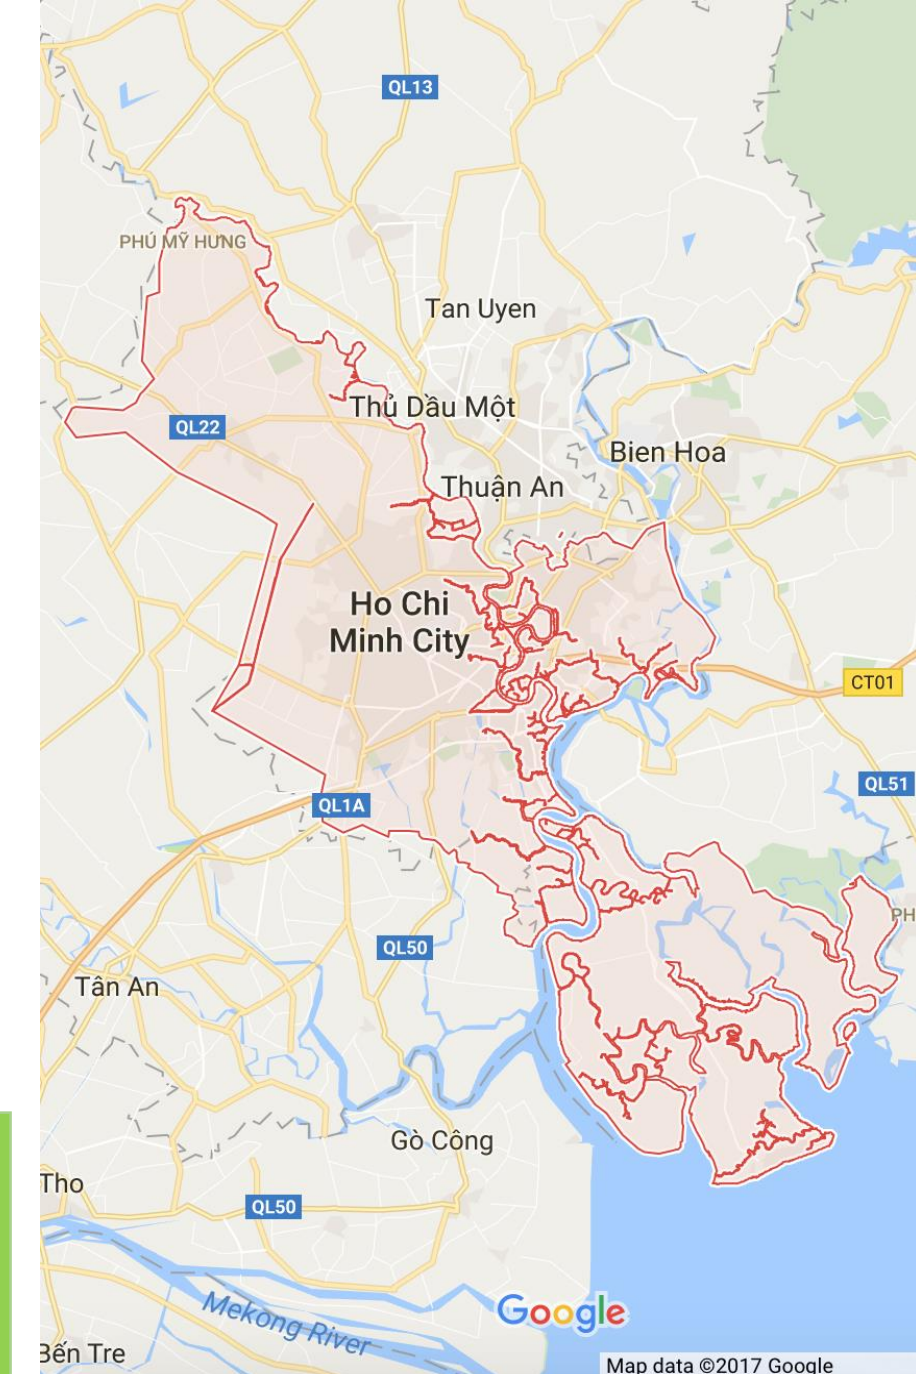 QL13
PHÚ MỸ HƯNG
Tan Uyen
Thủ Dầu Một
QL22
Bien Hoa
Thuận An
Ho Chi
Minh City
CT01
QL51
QL1A
PH
QL50
Tân An
Gò Công
Tho
QL50
Mekong River
Google
Bến Tre
Map data ©2017 Google